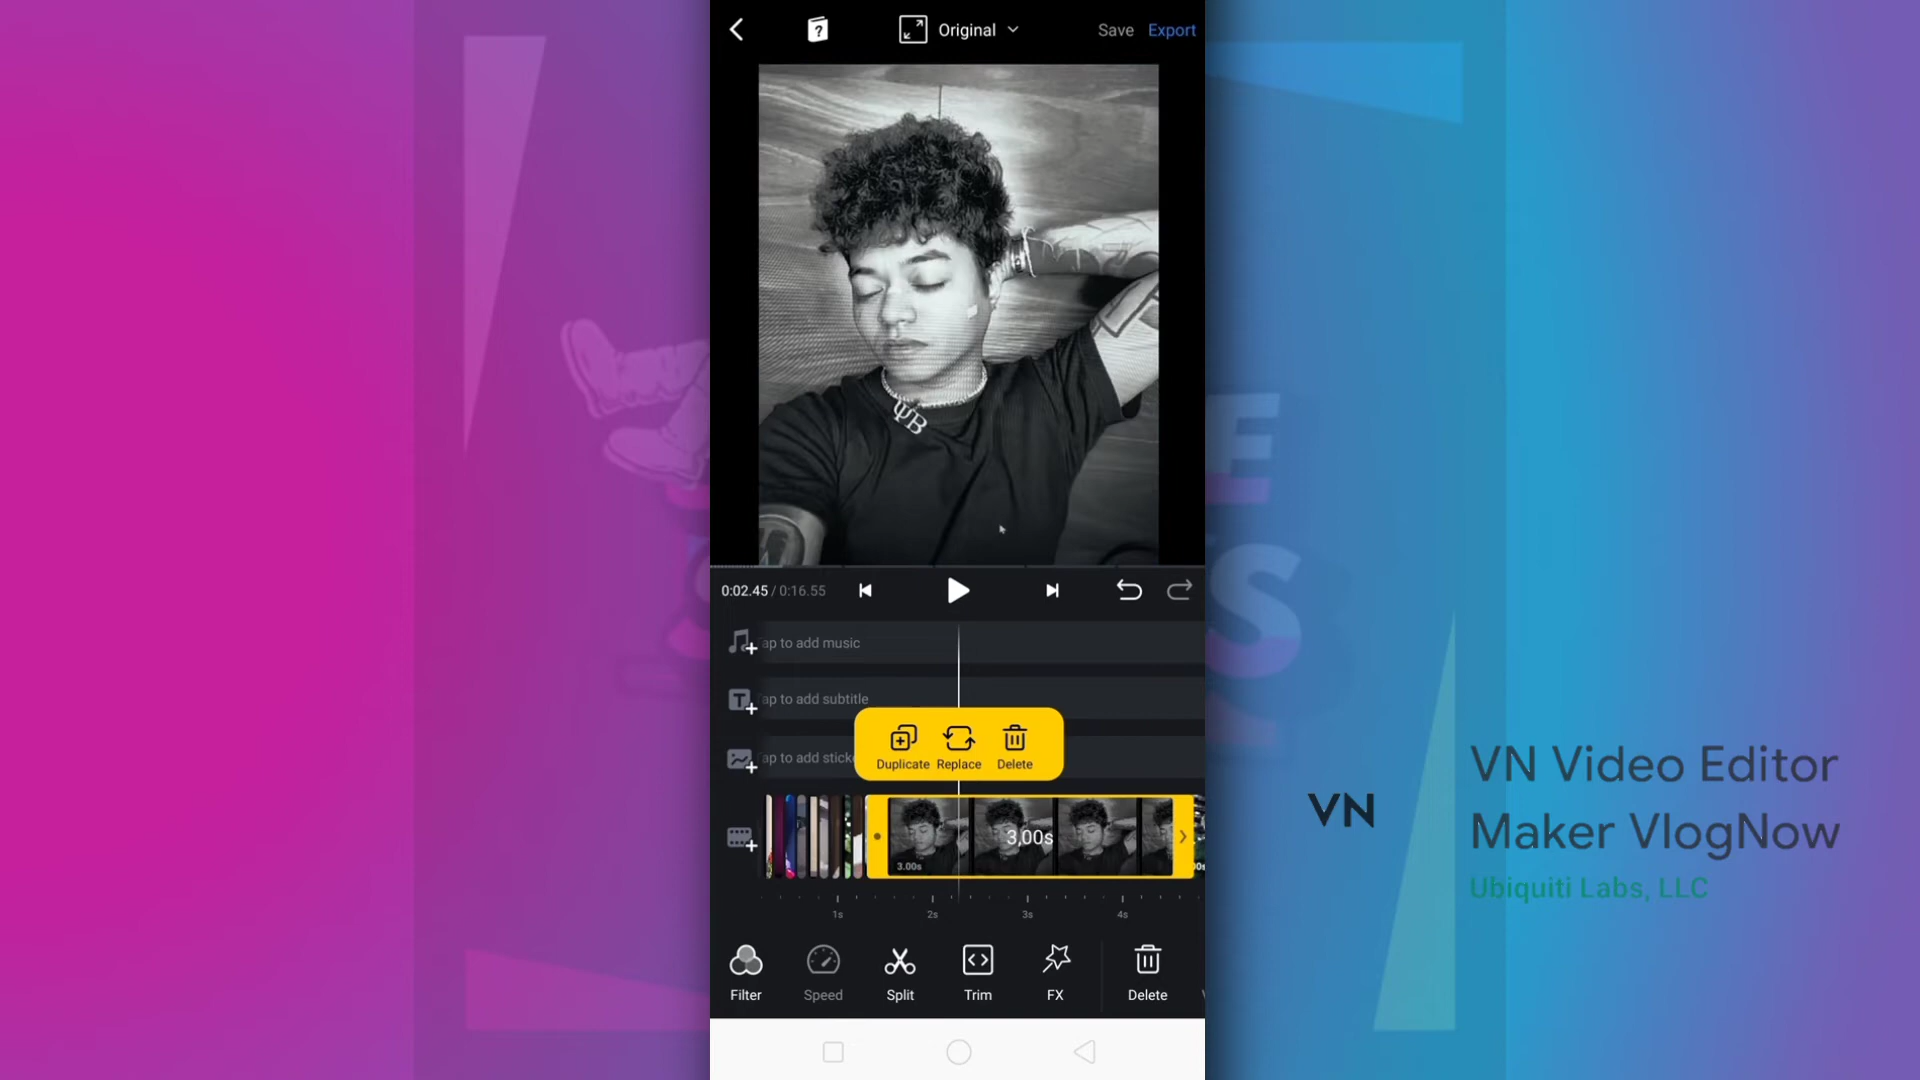 Original
Save
Export
0:02.45 / 0:16.55
ap to add music
ap to add subtitle
ap to add sticke
Duplicate
Replace
Delete
3,00s
3.00s
1s
2s
3s
4s
Filter
Speed
Split
Trim
FX
Delete
VN
VN Video Editor
Maker VlogNow
Ubiquiti Labs, LLC